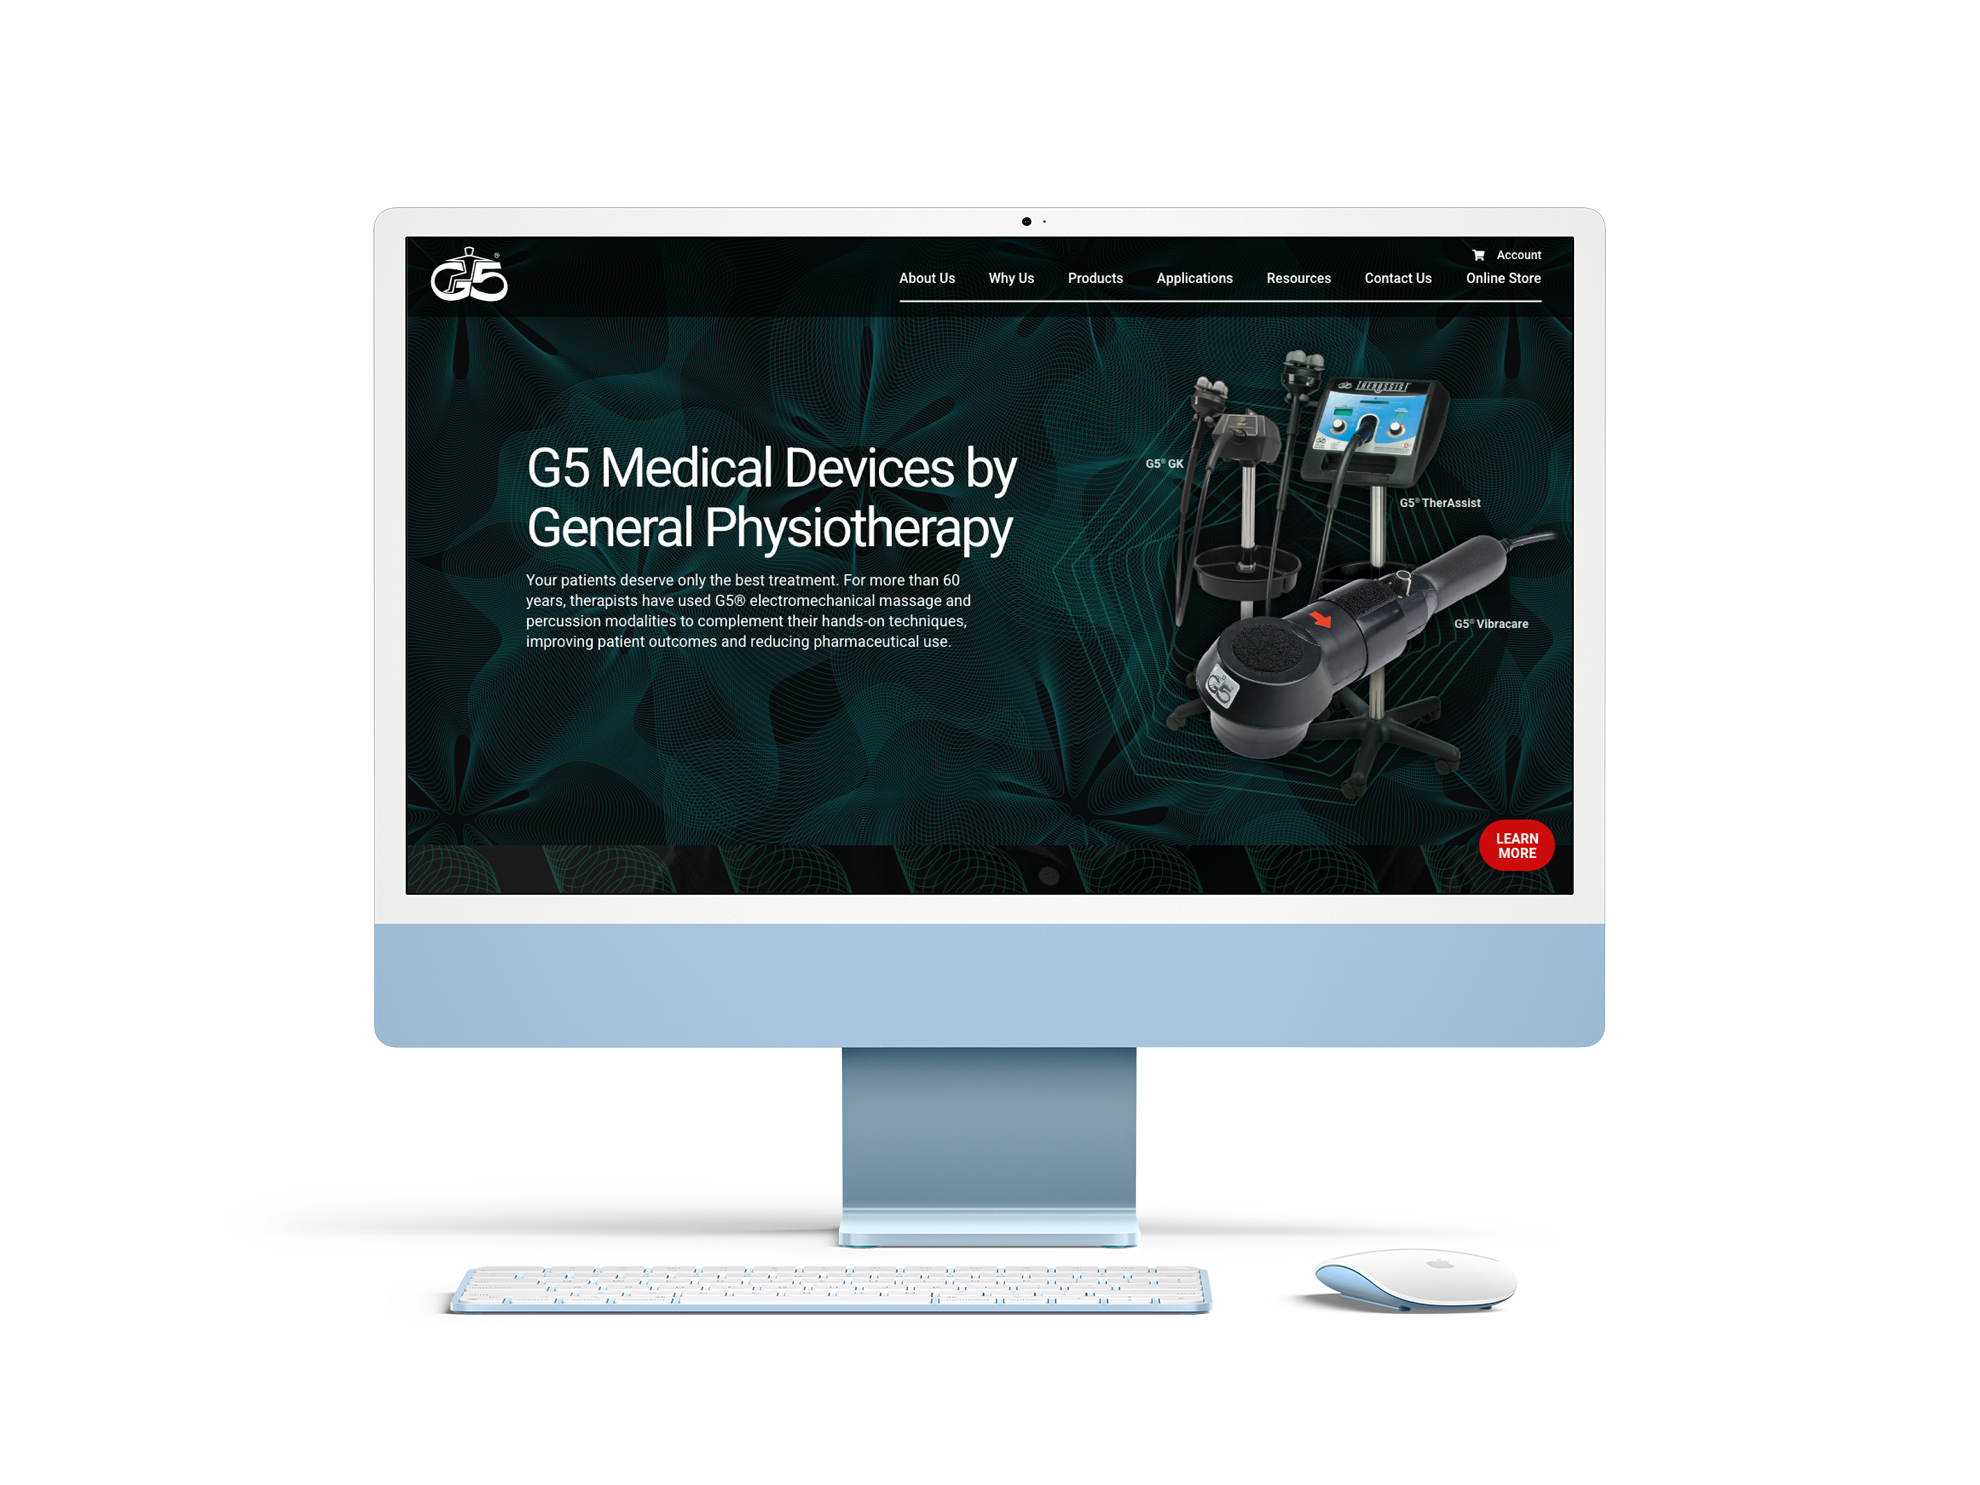 G5®
Account
About Us Why Us Products Applications Resources Contact Us Online Store
G5 Medical Devices by
General Physiotherapy
Your patients deserve only the best treatment. For more than 60
years, therapists have used G5® electromechanical massage and
percussion modalities to complement their hands-on techniques,
improving patient outcomes and reducing pharmaceutical use.
THERASSIST
G5® GK
G5® TherAssist
G5® Vibracare
G5
LEARN
MORE